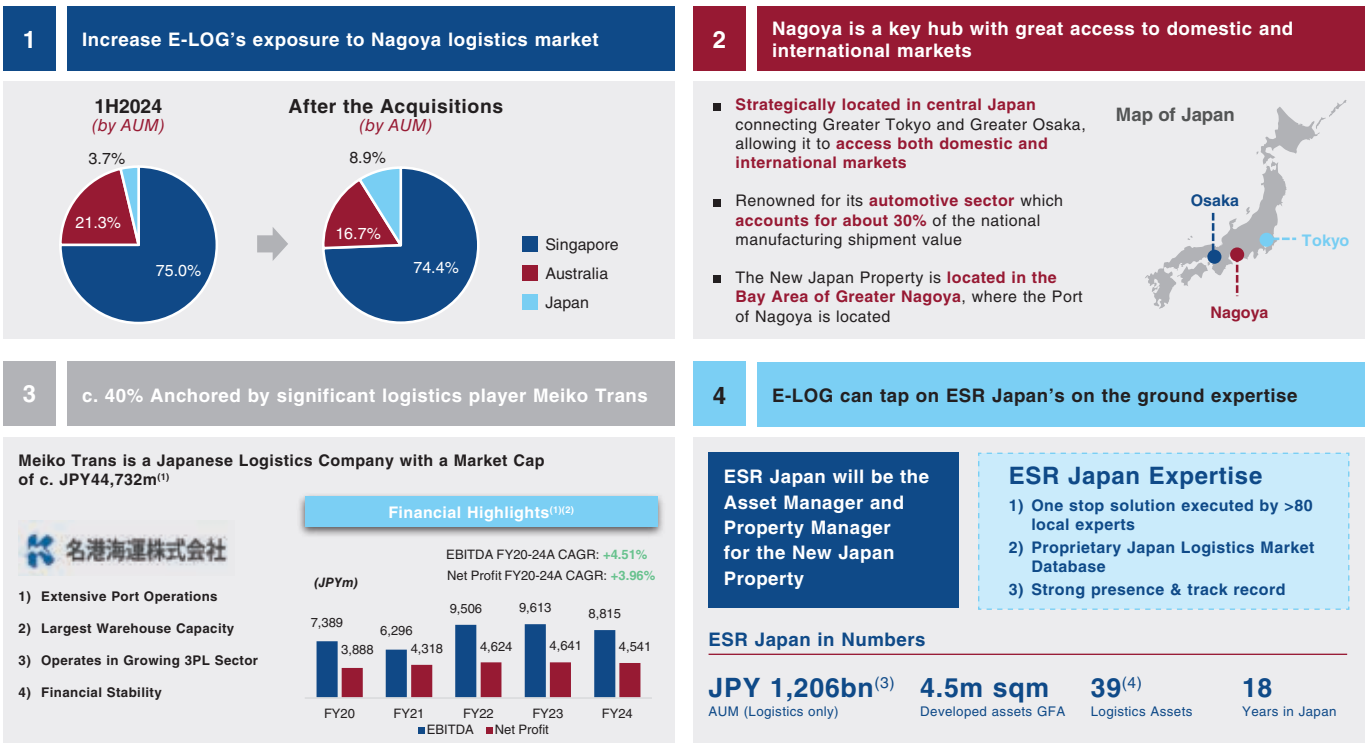 1
Increase E-LOG’s exposure to Nagoya logistics market
1H2024
(by AUM)
3.7%
21.3%
75.0%
After the Acquisitions
(by AUM)
8.9%
16.7%
74.4%
Singapore
Australia
Japan
2
Nagoya is a key hub with great access to domestic and
international markets
Strategically located in central Japan
connecting Greater Tokyo and Greater Osaka,
allowing it to access both domestic and
international markets
Renowned for its automotive sector which
accounts for about 30% of the national
manufacturing shipment value
The New Japan Property is located in the
Bay Area of Greater Nagoya, where the Port
of Nagoya is located
Map of Japan
Osaka
Tokyo
Nagoya
3
c. 40% Anchored by significant logistics player Meiko Trans
Meiko Trans is a Japanese Logistics Company with a Market Cap
of c. JPY44,732m(1)
名港海運株式会社
1) Extensive Port Operations
2) Largest Warehouse Capacity
3) Operates in Growing 3PL Sector
4) Financial Stability
Financial Highlights(1)(2)
EBITDA FY20-24A CAGR: +4.51%
Net Profit FY20-24A CAGR: +3.96%
(JPYm)
7,389
3,888
6,296
4,318
9,506
4,624
9,613
4,641
8,815
4,541
FY20 FY21 FY22 FY23 FY24
EBITDA Net Profit
4
E-LOG can tap on ESR Japan’s on the ground expertise
ESR Japan will be the
Asset Manager and
Property Manager
for the New Japan
Property
ESR Japan Expertise
1) One stop solution executed by >80
local experts
2) Proprietary Japan Logistics Market
Database
3) Strong presence & track record
ESR Japan in Numbers
JPY 1,206bn(3)
AUM (Logistics only)
4.5m sqm
Developed assets GFA
39(4)
Logistics Assets
18
Years in Japan